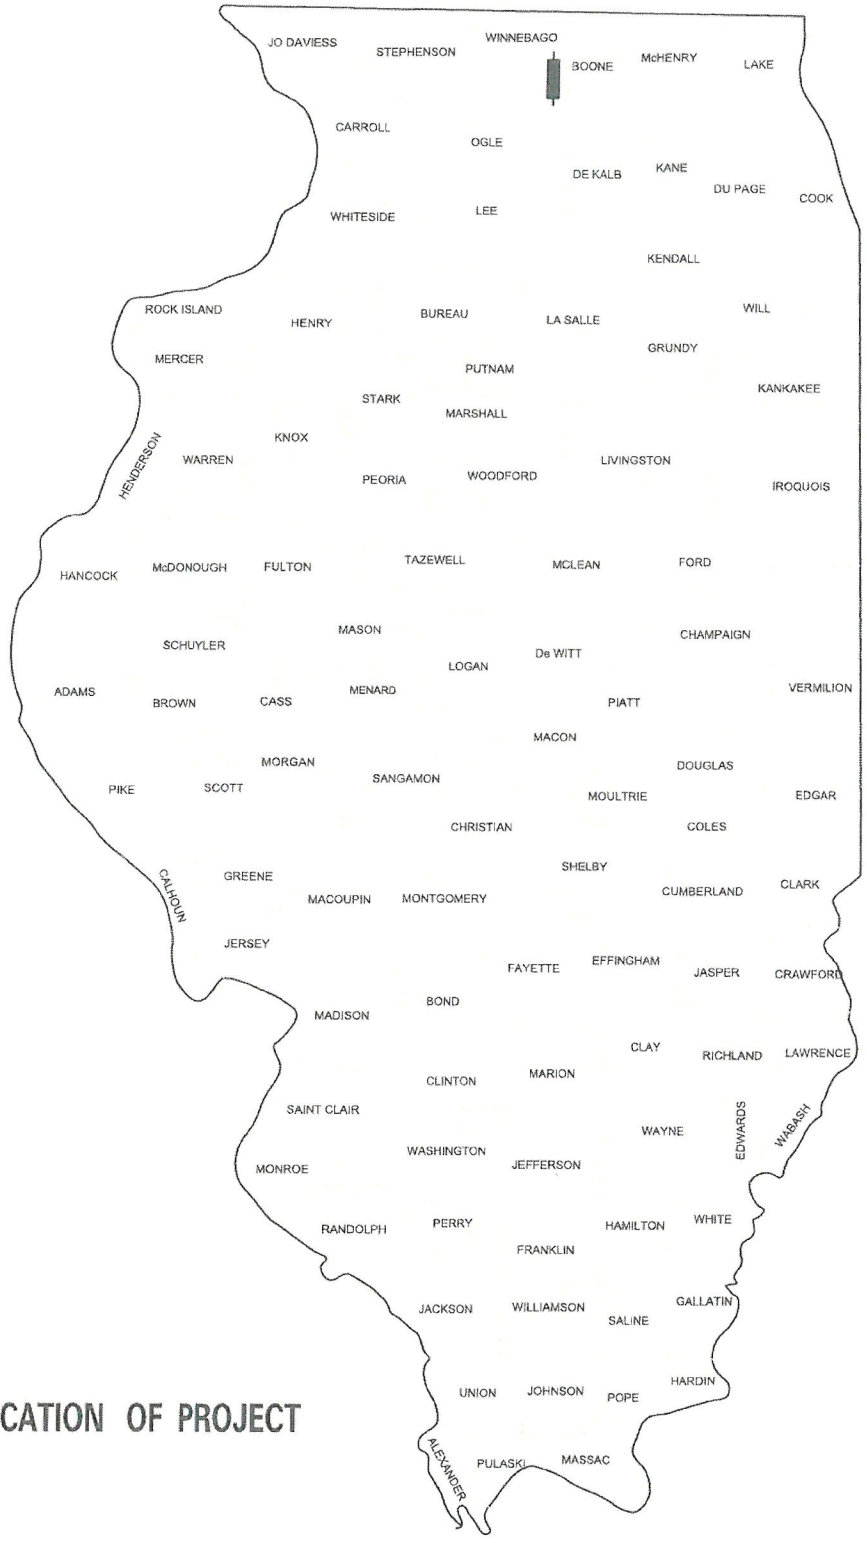 WINNEBAGO
JO DAVIESS
STEPHENSON
McHENRY
LAKE
BOONE
CARROLL
OGLE
KANE
DE KALB
DU PAGE
COOK
WHITESIDE
LEE
KENDALL
ROCK ISLAND
HENRY
BUREAU
LA SALLE
WILL
GRUNDY
MERCER
PUTNAM
KANKAKEE
STARK
MARSHALL
KNOX
HENDERSON
WARREN
PEORIA
WOODFORD
LIVINGSTON
IROQUOIS
HANCOCK
McDONOUGH
FULTON
TAZEWELL
MCLEAN
FORD
MASON
CHAMPAIGN
SCHUYLER
LOGAN
De WITT
ADAMS
BROWN
CASS
MENARD
PIATT
VERMILION
MACON
MORGAN
SANGAMON
DOUGLAS
PIKE
SCOTT
MOULTRIE
EDGAR
CHRISTIAN
COLES
SHELBY
CALHOUN
GREENE
MACOUPIN
MONTGOMERY
CUMBERLAND
CLARK
JERSEY
FAYETTE
EFFINGHAM
JASPER
CRAWFORD
MADISON
BOND
CLAY
RICHLAND
LAWRENCE
CLINTON
MARION
SAINT CLAIR
WAYNE
EDWARDS
WABASH
WASHINGTON
JEFFERSON
MONROE
RANDOLPH
PERRY
HAMILTON
WHITE
FRANKLIN
JACKSON
WILLIAMSON
SALINE
GALLATIN
UNION
JOHNSON
POPE
HARDIN
CATION OF PROJECT
ALEXANDER
PULASKI
MASSAC